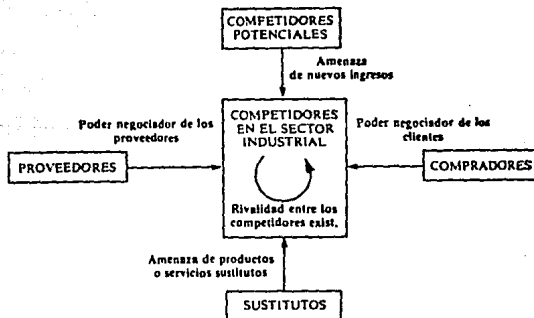 COMPETIDORES
POTENCIALES
Amenaza
de nuevos ingresos
Poder negociador de los
proveedores
COMPETIDORES
EN EL SECTOR
INDUSTRIAL
Poder negociador de los
clientes
PROVEEDORES
COMPRADORES
Rivalidad entre los
competidores exist.
Amenaza de productos
o servicios sustitutos
SUSTITUTOS